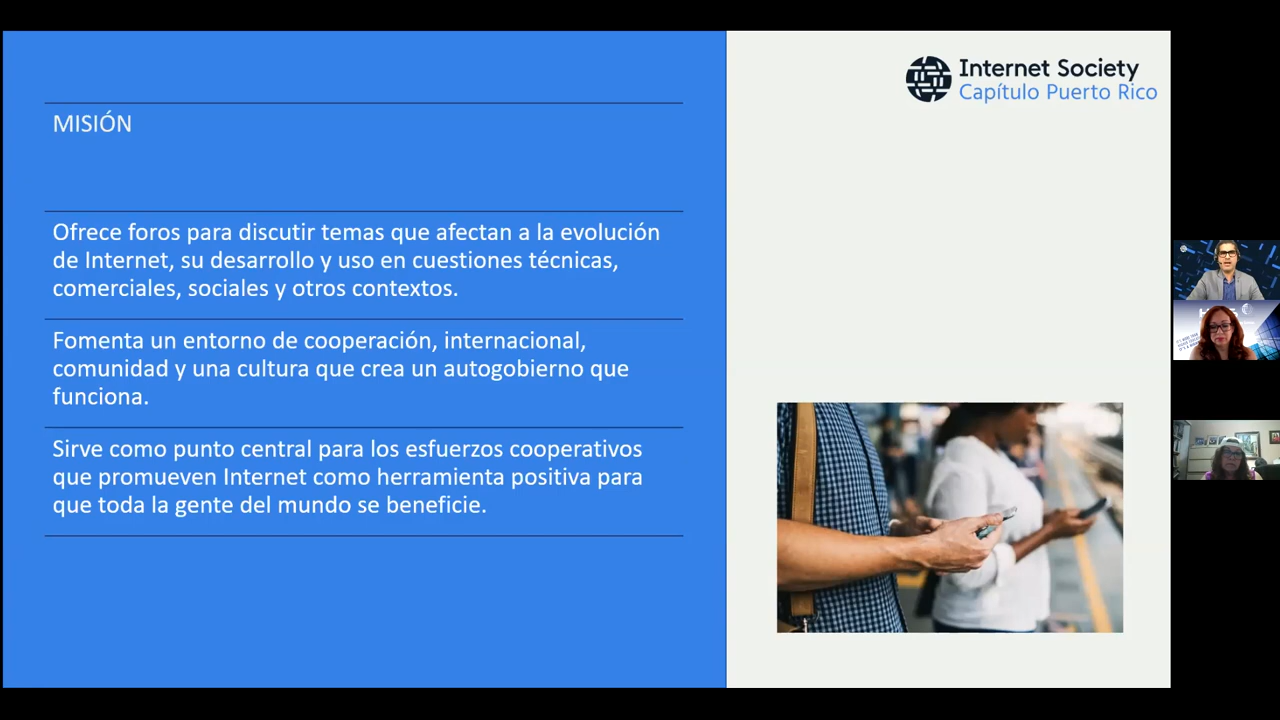 Internet Society
Capítulo Puerto Rico
MISIÓN
Ofrece foros para discutir temas que afectan a la evolución
de Internet, su desarrollo y uso en cuestiones técnicas,
comerciales, sociales y otros contextos.
Fomenta un entorno de cooperación, internacional,
comunidad y una cultura que crea un autogobierno que
funciona.
Sirve como punto central para los esfuerzos cooperativos
que promueven Internet como herramienta positiva para
que toda la gente del mundo se beneficie.